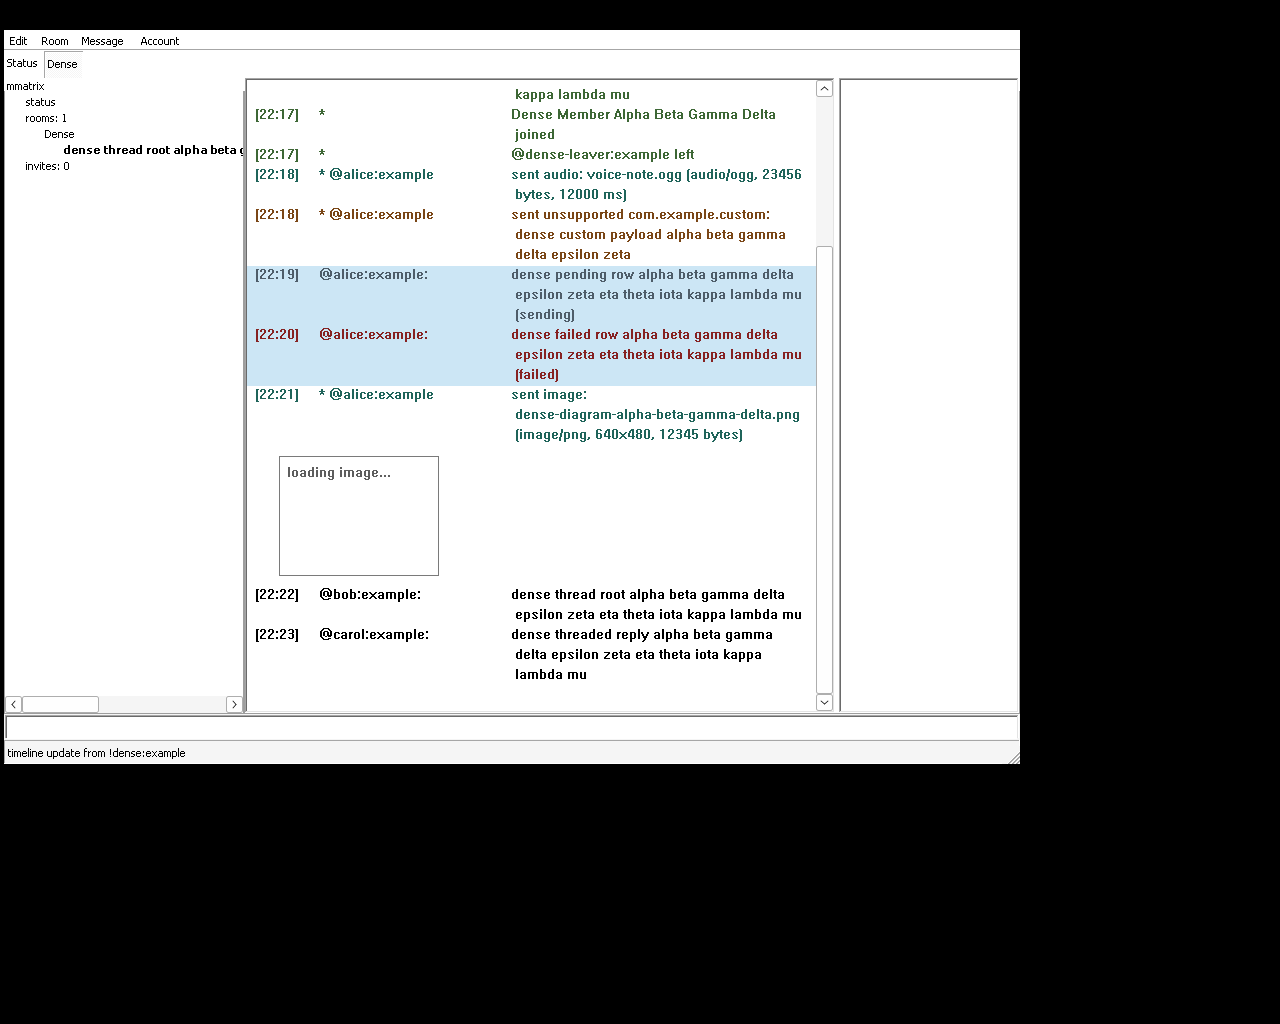 Edit Room Message Account
Status Dense
mmatrix
status
rooms: 1
Dense
dense thread root alpha beta
invites: 0
kappa lambda mu
[22:17] * Dense Member Alpha Beta Gamma Delta
joined
[22:17] * @dense-leaver:example left
[22:18] * @alice:example sent audio: voice-note.ogg (audio/ogg, 23456
bytes, 12000 ms)
[22:18] * @alice:example sent unsupported com.example.custom:
dense custom payload alpha beta gamma
delta epsilon zeta
[22:19] @alice:example: dense pending row alpha beta gamma delta
epsilon zeta eta theta iota kappa lambda mu
(sending)
[22:20] @alice:example: dense failed row alpha beta gamma delta
epsilon zeta eta theta iota kappa lambda mu
(failed)
[22:21] * @alice:example sent image:
dense-diagram-alpha-beta-gamma-delta.png
(image/png, 640x480, 12345 bytes)
loading image...
[22:22] @bob:example: dense thread root alpha beta gamma delta
epsilon zeta eta theta iota kappa lambda mu
[22:23] @carol:example: dense threaded reply alpha beta gamma
delta epsilon zeta eta theta iota kappa
lambda mu
timeline update from !dense:example